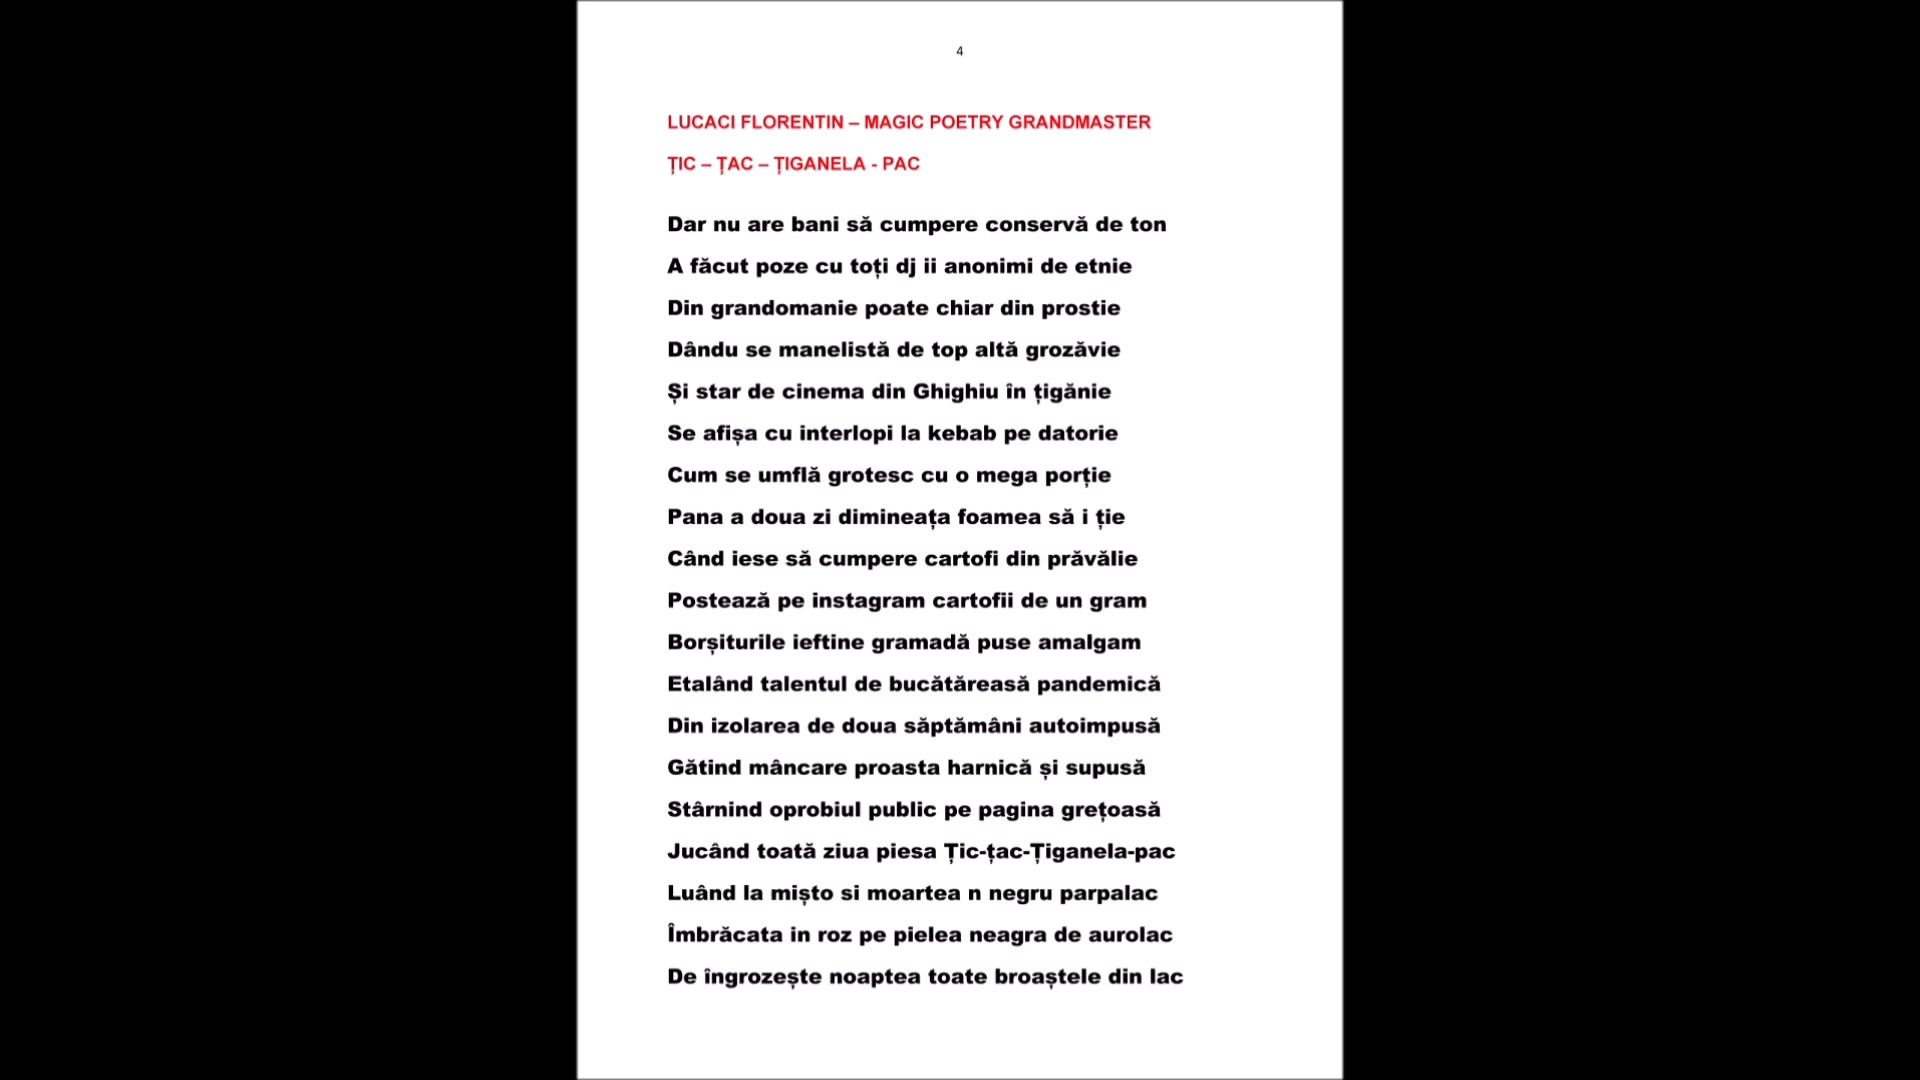 4
LUCACI FLORENTIN – MAGIC POETRY GRANDMASTER
ȚIC – ȚAC – ȚIGANELA - PAC
Dar nu are bani să cumpere conservă de ton
A făcut poze cu toți dj ii anonimi de etnie
Din grandomanie poate chiar din prostie
Dându se manelistă de top altă grozăvie
Și star de cinema din Ghighiu în țigănie
Se afișa cu interlopi la kebab pe datorie
Cum se umflă grotesc cu o mega porție
Pana a doua zi dimineața foamea să i ție
Când iese să cumpere cartofi din prăvălie
Postează pe instagram cartofii de un gram
Borșiturile ieftine gramadă puse amalgam
Etalând talentul de bucătăreasă pandemică
Din izolarea de doua săptămâni autoimpusă
Gătind mâncare proasta harnică și supusă
Stârnind oprobiul public pe pagina grețoasă
Jucând toată ziua piesa Țic-țac-Țiganela-pac
Luând la mișto si moartea n negru parpalac
Îmbrăcata in roz pe pielea neagra de aurolac
De îngrozește noaptea toate broaștele din lac